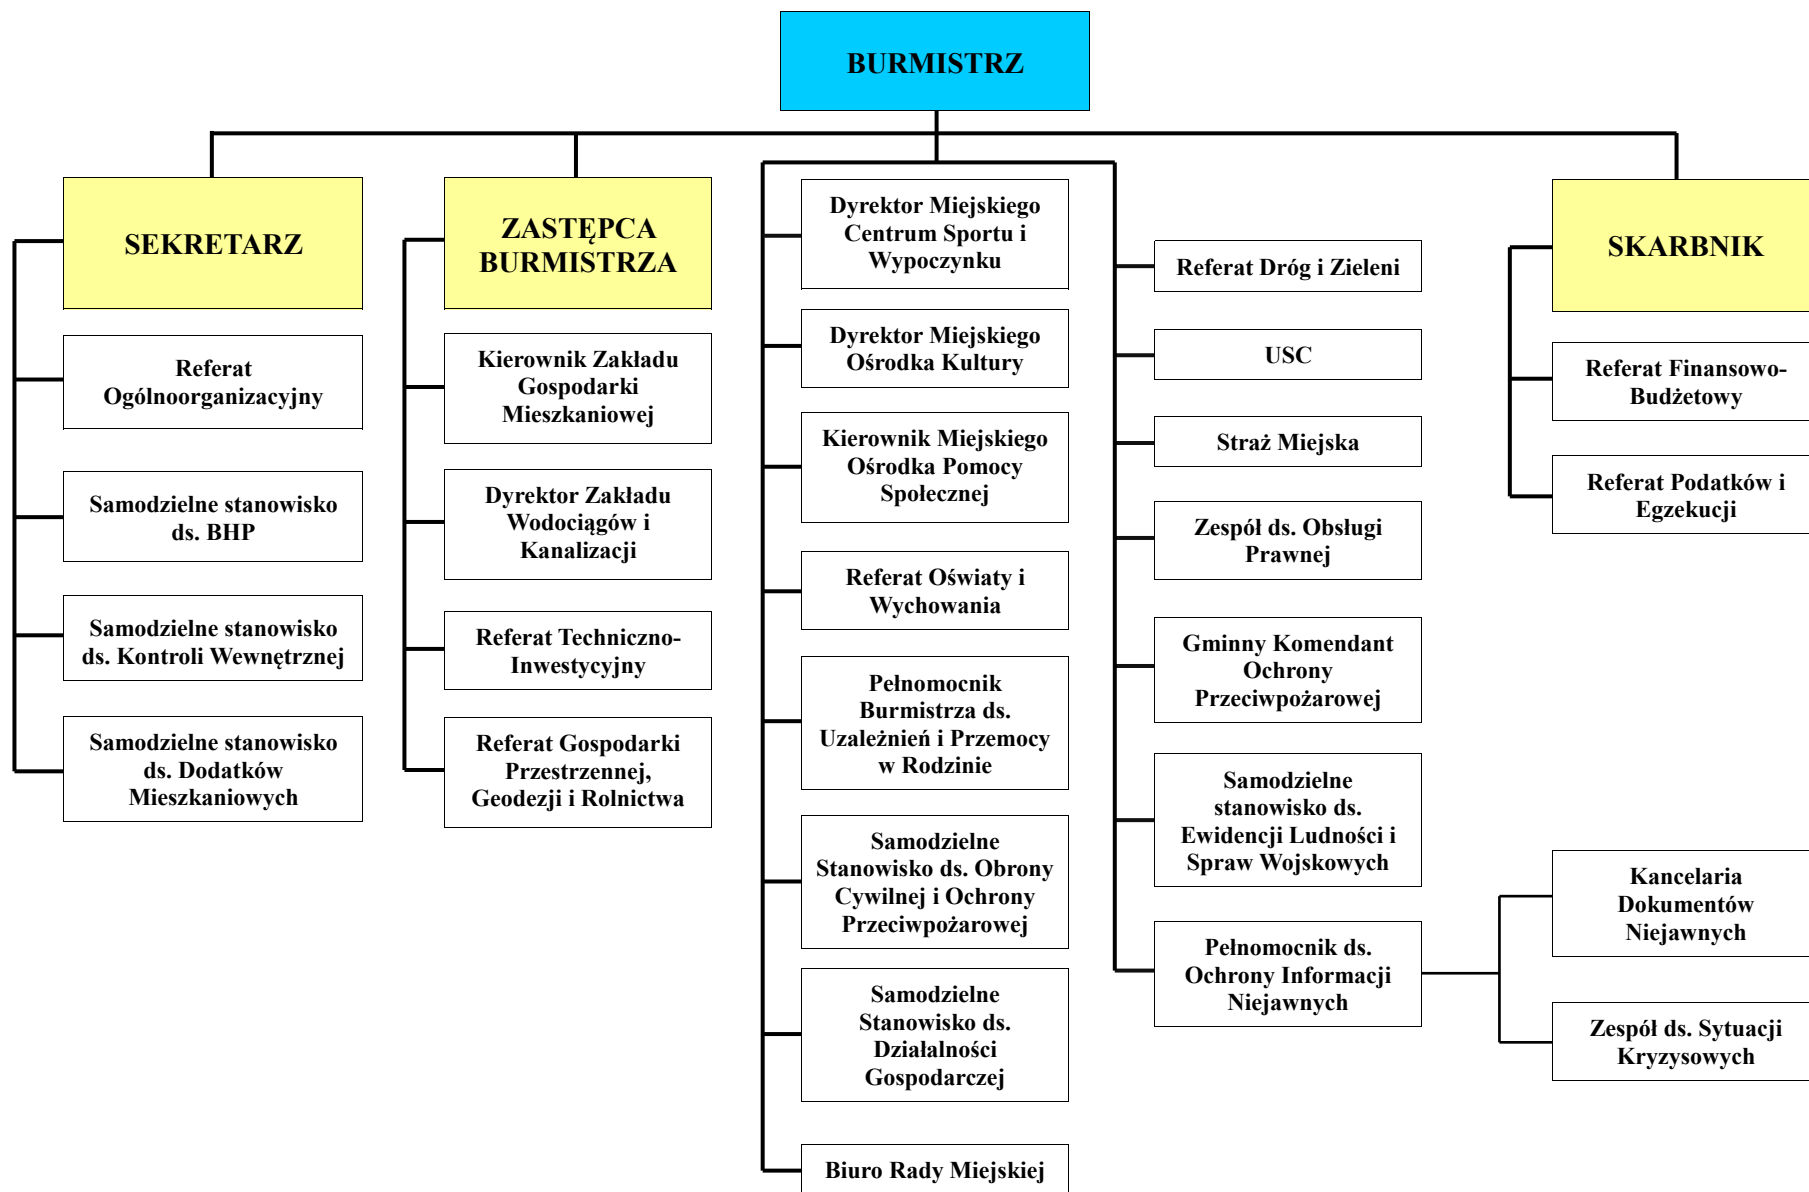 BURMISTRZ
SEKRETARZ
Referat
Ogólnoorganizacyjny
Samodzielne stanowisko
ds. BHP
Samodzielne stanowisko
ds. Kontroli Wewnętrznej
Samodzielne stanowisko
ds. Dodatków
Mieszkaniowych
ZASTĘPCA
BURMISTRZA
Kierownik Zakładu
Gospodarki
Mieszkaniowej
Dyrektor Zakładu
Wodociągów i
Kanalizacji
Referat Techniczno-
Inwestycyjny
Referat Gospodarki
Przestrzennej,
Geodezji i Rolnictwa
Dyrektor Miejskiego
Centrum Sportu i
Wypoczynku
Dyrektor Miejskiego
Ośrodka Kultury
Kierownik Miejskiego
Ośrodka Pomocy
Społecznej
Referat Oświaty i
Wychowania
Pełnomocnik
Burmistrza ds.
Uzależnień i Przemocy
w Rodzinie
Samodzielne
Stanowisko ds. Obrony
Cywilnej i Ochrony
Przeciwpożarowej
Samodzielne
Stanowisko ds.
Działalności
Gospodarczej
Biuro Rady Miejskiej
Referat Dróg i Zieleni
USC
Straż Miejska
Zespół ds. Obsługi
Prawnej
Gminny Komendant
Ochrony
Przeciwpożarowej
Samodzielne
stanowisko ds.
Ewidencji Ludności i
Spraw Wojskowych
Pełnomocnik ds.
Ochrony Informacji
Niejawnych
SKARBNIK
Referat Finansowo-
Budżetowy
Referat Podatków i
Egzekucji
Kancelaria
Dokumentów
Niejawnych
Zespół ds. Sytuacji
Kryzysowych